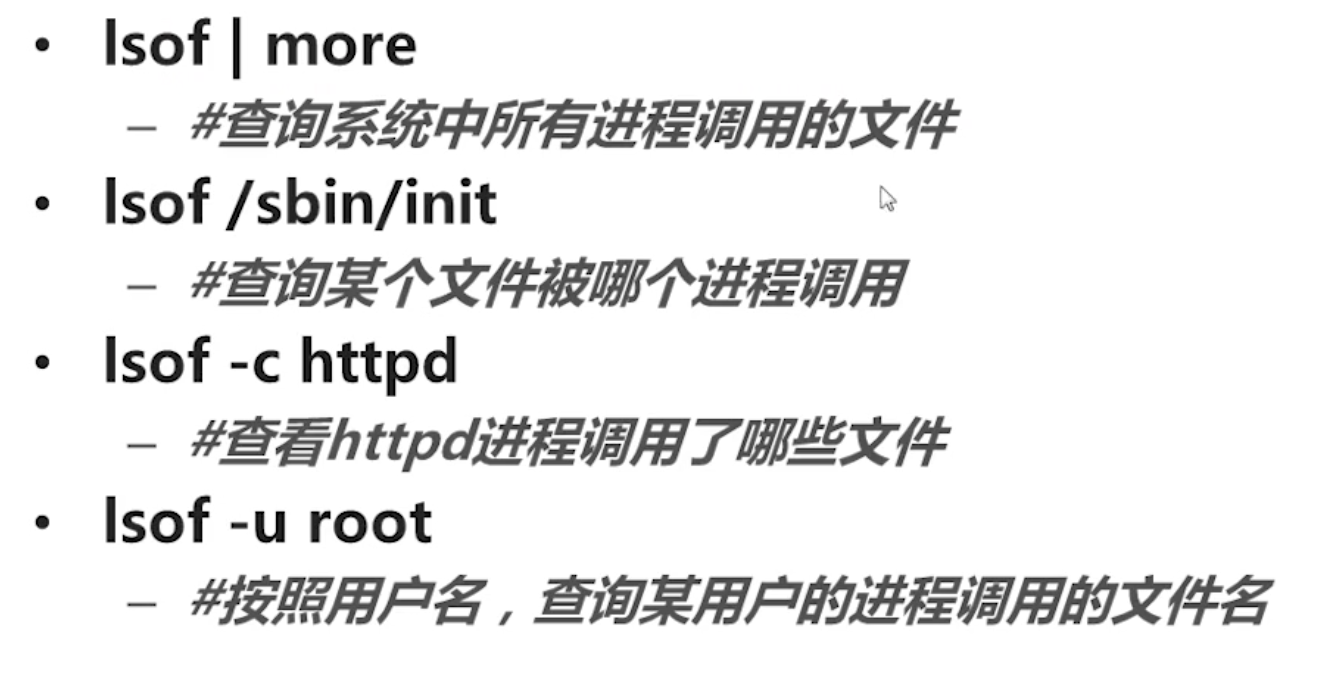 • lsof | more
– #查询系统中所有进程调用的文件
• lsof /sbin/init
– #查询某个文件被哪个进程调用
• lsof -c httpd
– #查看httpd进程调用了哪些文件
• lsof -u root
– #按照用户名，查询某用户的进程调用的文件名